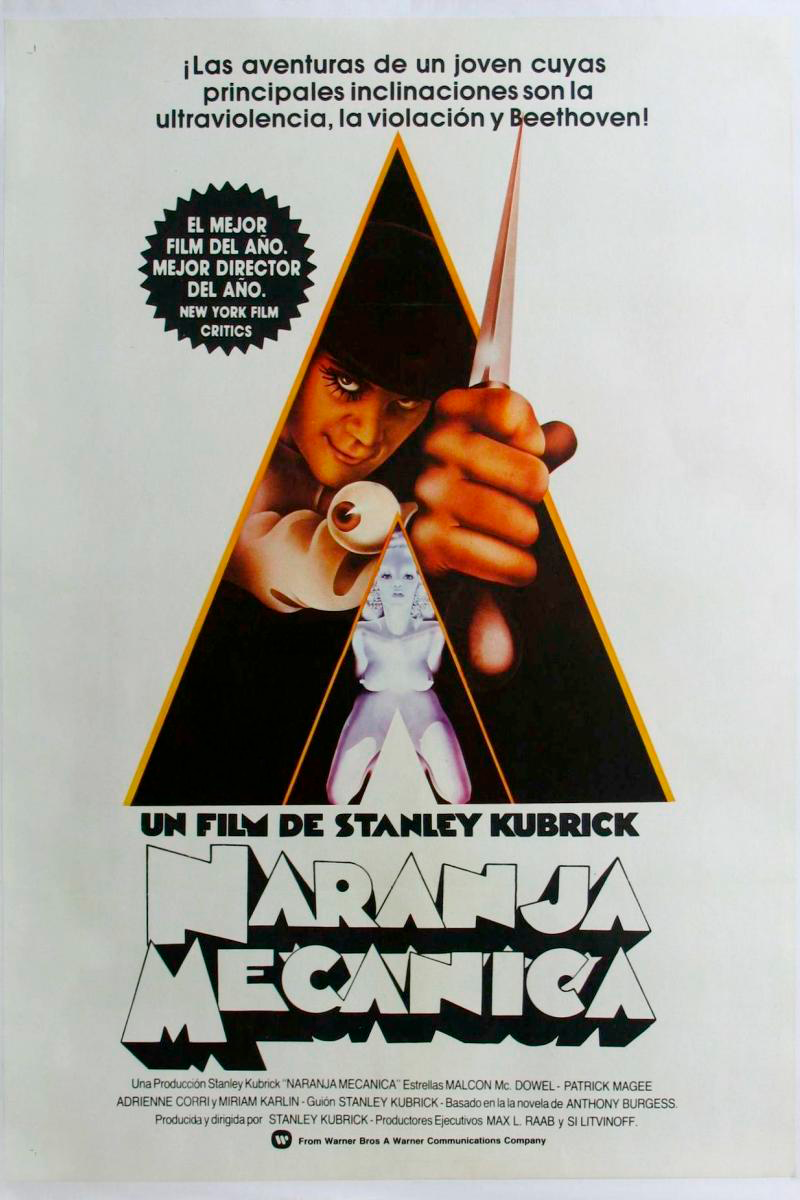 ¡Las aventuras de un joven cuyas
principales inclinaciones son la
ultraviolencia, la violación y Beethoven!
EL MEJOR
FILM DEL AÑO.
MEJOR DIRECTOR
DEL AÑO.
NEW YORK FILM
CRITICS
UN FILM DE STANLEY KUBRICK
NARANJA
MECANICA
Una Producción Stanley Kubrick "NARANJA MECANICA" Estrellas MALCON Mc. DOWEL - PATRICK MAGEE
ADRIENNE CORRI y MIRIAM KARLIN - Guión STANLEY KUBRICK - Basado en la la novela de ANTHONY BURGESS.
Producida y dirigida por STANLEY KUBRICK - Productores Ejecutivos MAX L. RAAB y SI LITVINOFF.
From Warner Bros A Warner Communications Company